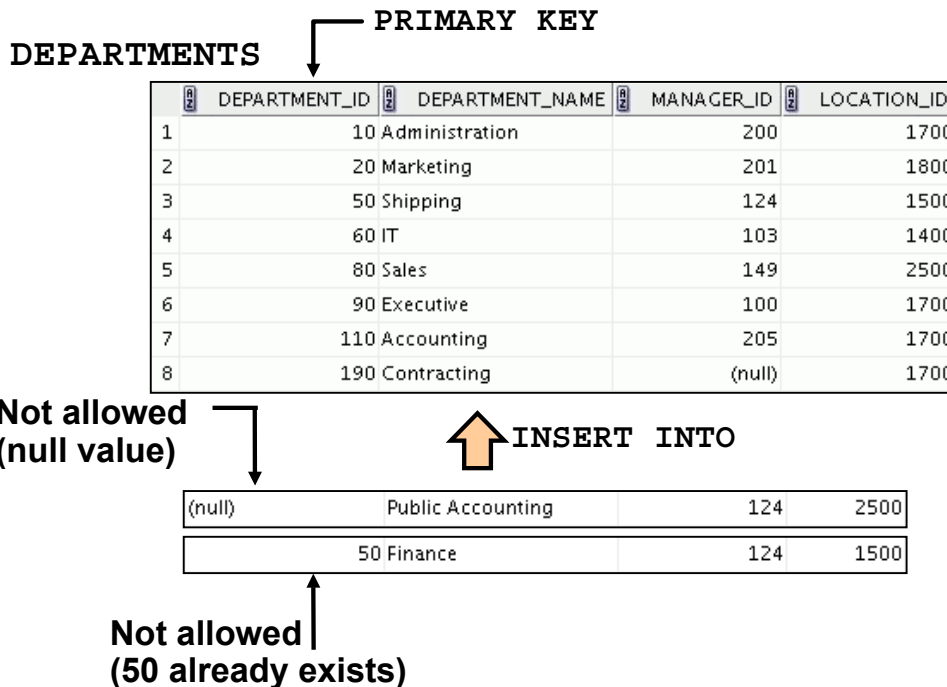 PRIMARY KEY
DEPARTMENTS
DEPARTMENT_ID DEPARTMENT_NAME MANAGER_ID LOCATION_ID
1 10 Administration 200 1700
2 20 Marketing 201 1800
3 50 Shipping 124 1500
4 60 IT 103 1400
5 80 Sales 149 2500
6 90 Executive 100 1700
7 110 Accounting 205 1700
8 190 Contracting (null) 1700
Not allowed
(null value)
INSERT INTO
(null) Public Accounting 124 2500
50 Finance 124 1500
Not allowed
(50 already exists)